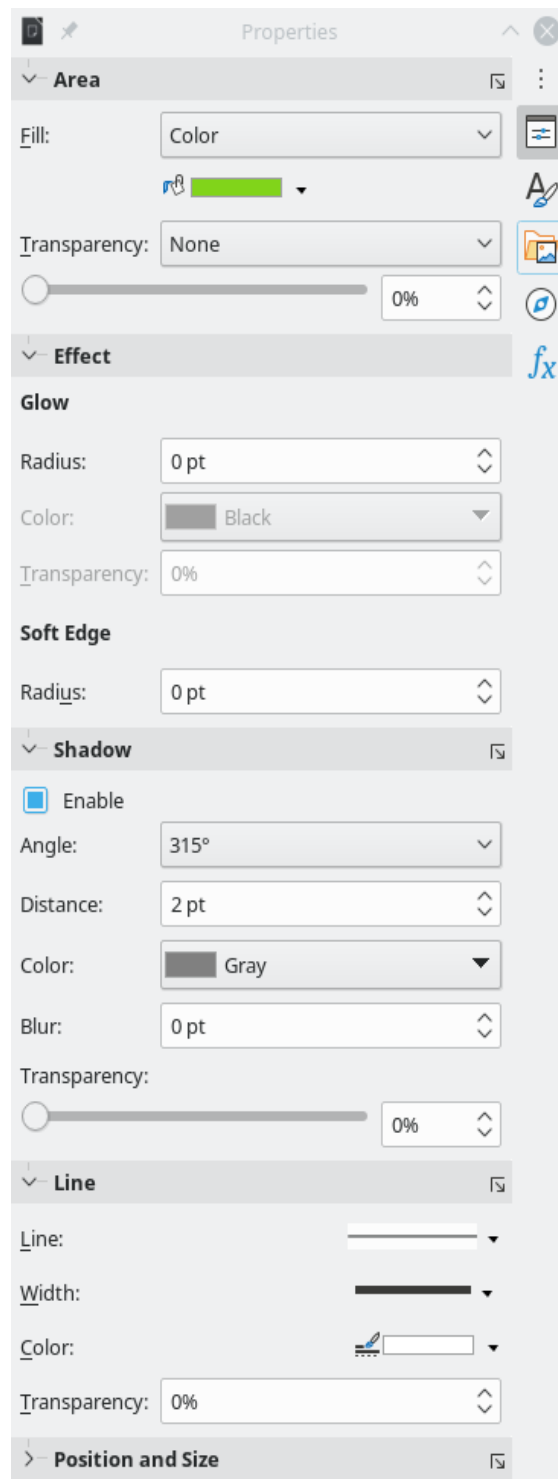 Properties
Area
Fill: Color
Transparency: None
0%
Effect
Glow
Radius: 0 pt
Color: Black
Transparency: 0%
Soft Edge
Radius: 0 pt
Shadow
Enable
Angle: 315°
Distance: 2 pt
Color: Gray
Blur: 0 pt
Transparency:
0%
Line
Line:
Width:
Color:
Transparency: 0%
Position and Size
A
fx